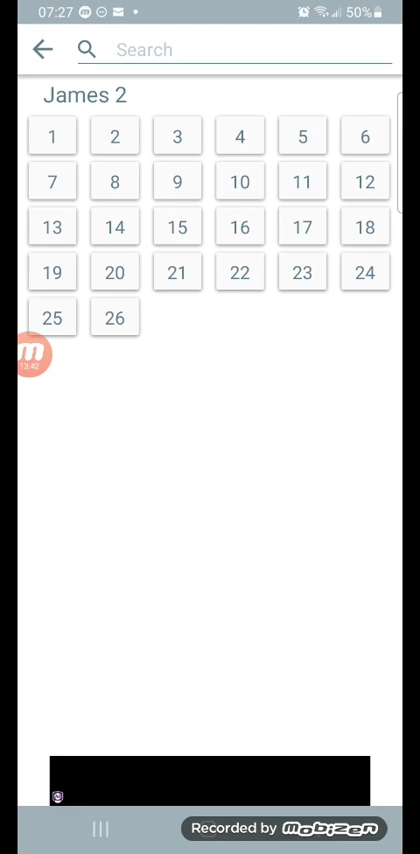 07:27 50%
Search
James 2
1 2 3 4 5 6
7 8 9 10 11 12
13 14 15 16 17 18
19 20 21 22 23 24
25 26
m
13:42
Recorded by mobizen